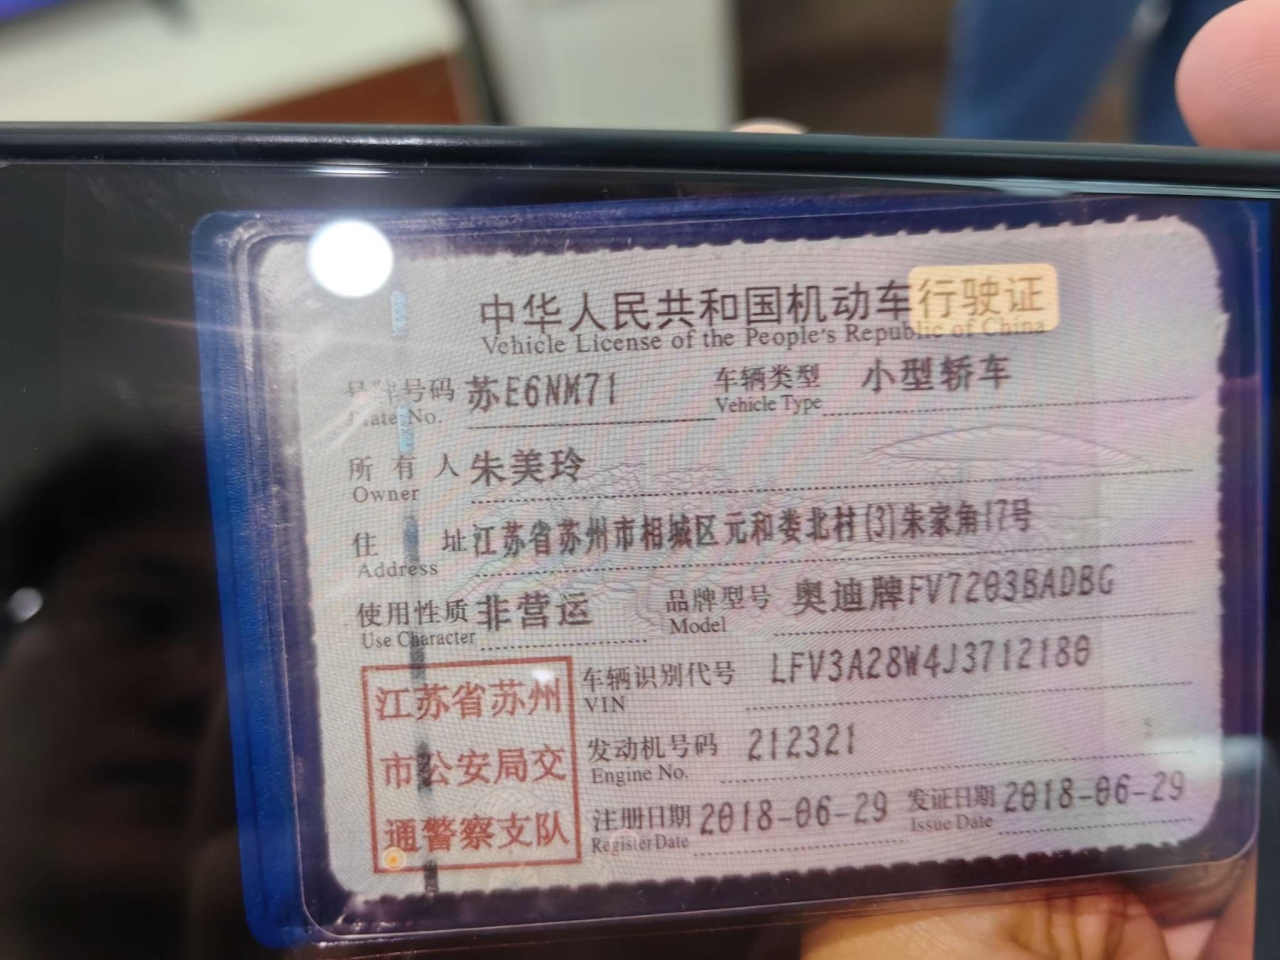 中华人民共和国机动车行驶证
Vehicle License of the People's Republic of China
号牌号码 苏E6NM71 车辆类型 小型轿车
Plate No. Vehicle Type
所有人 朱美玲
Owner
住址 江苏省苏州市相城区元和娄北村(3)朱家角17号
Address
使用性质 非营运 品牌型号 奥迪牌FV7203BADBG
Use Character Model
车辆识别代号 LFV3A28W4J3712180
VIN
发动机号码 212321
Engine No.
注册日期 2018-06-29 发证日期 2018-06-29
Register Date Issue Date
江苏省苏州
市公安局交
通警察支队